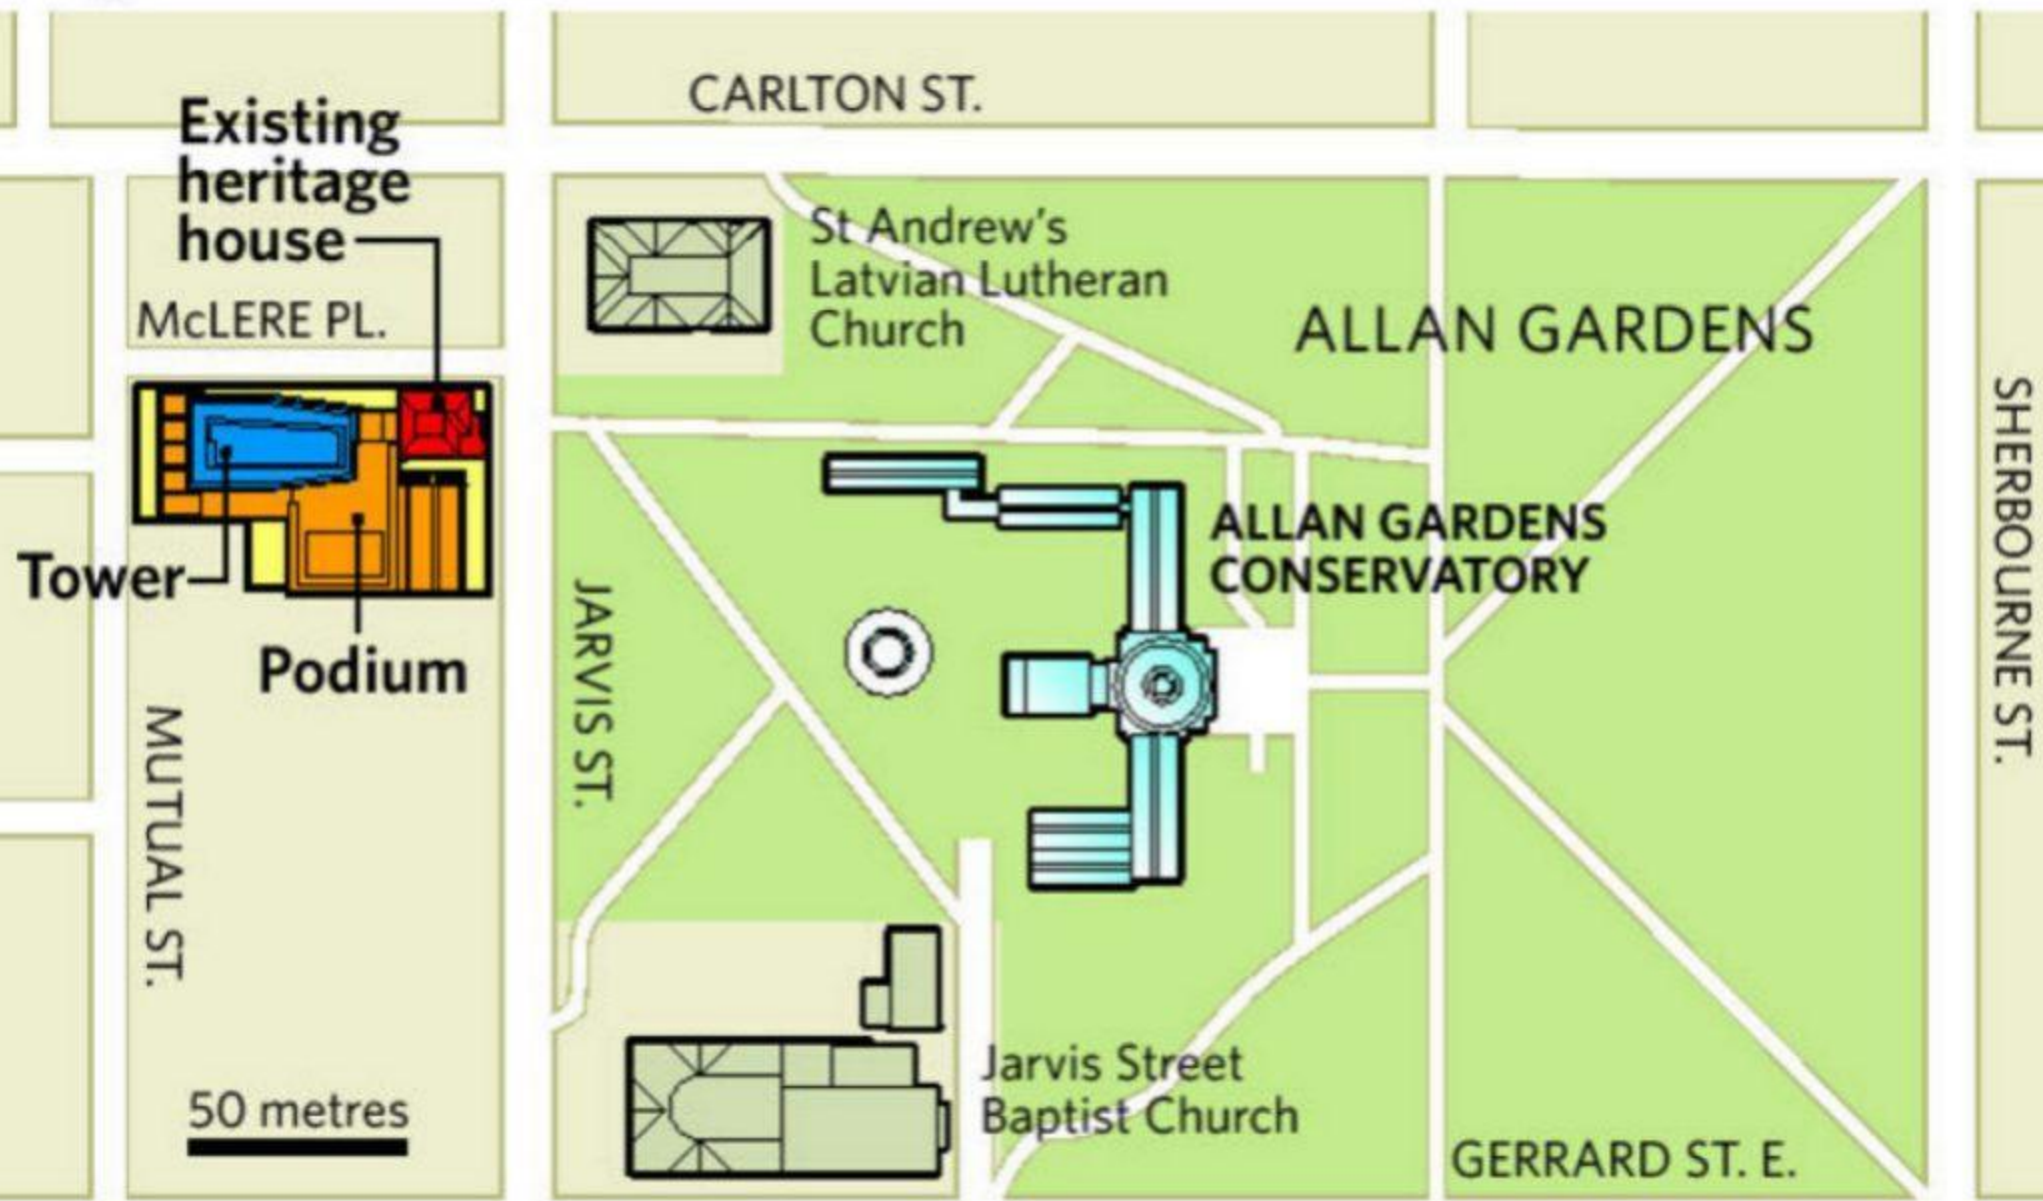 CARLTON ST.
Existing
heritage
house
McLERE PL.
St Andrew's
Latvian Lutheran
Church
ALLAN GARDENS
SHERBOURNE ST.
ALLAN GARDENS
CONSERVATORY
Tower
Podium
JARVIS ST.
MUTUAL ST.
50 metres
Jarvis Street
Baptist Church
GERRARD ST. E.